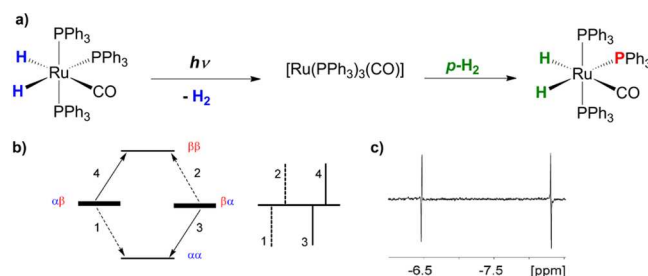 a)
PPh₃
H
PPh₃
Ru
H
CO
PPh₃
hν
- H₂
[Ru(PPh₃)₃(CO)]
p-H₂
PPh₃
H
PPh₃
Ru
H
CO
PPh₃
b)
ββ
4
2
αβ
βα
1
3
αα
2
4
1
3
c)
-6.5
-7.5
[ppm]